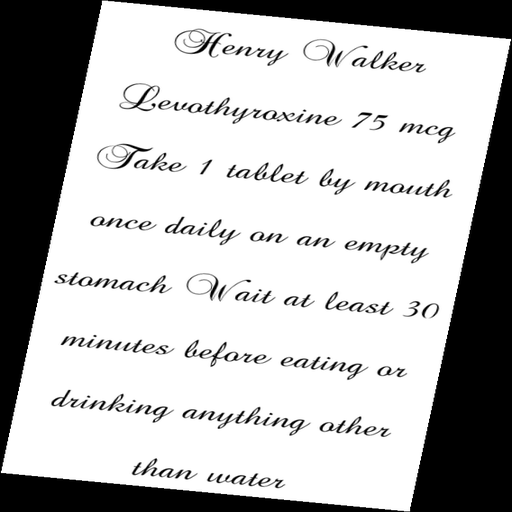 Henry Walker
Levothyroxine 75 mcg
Take 1 tablet by mouth
once daily on an empty
stomach Wait at least 30
minutes before eating or
drinking anything other
than water